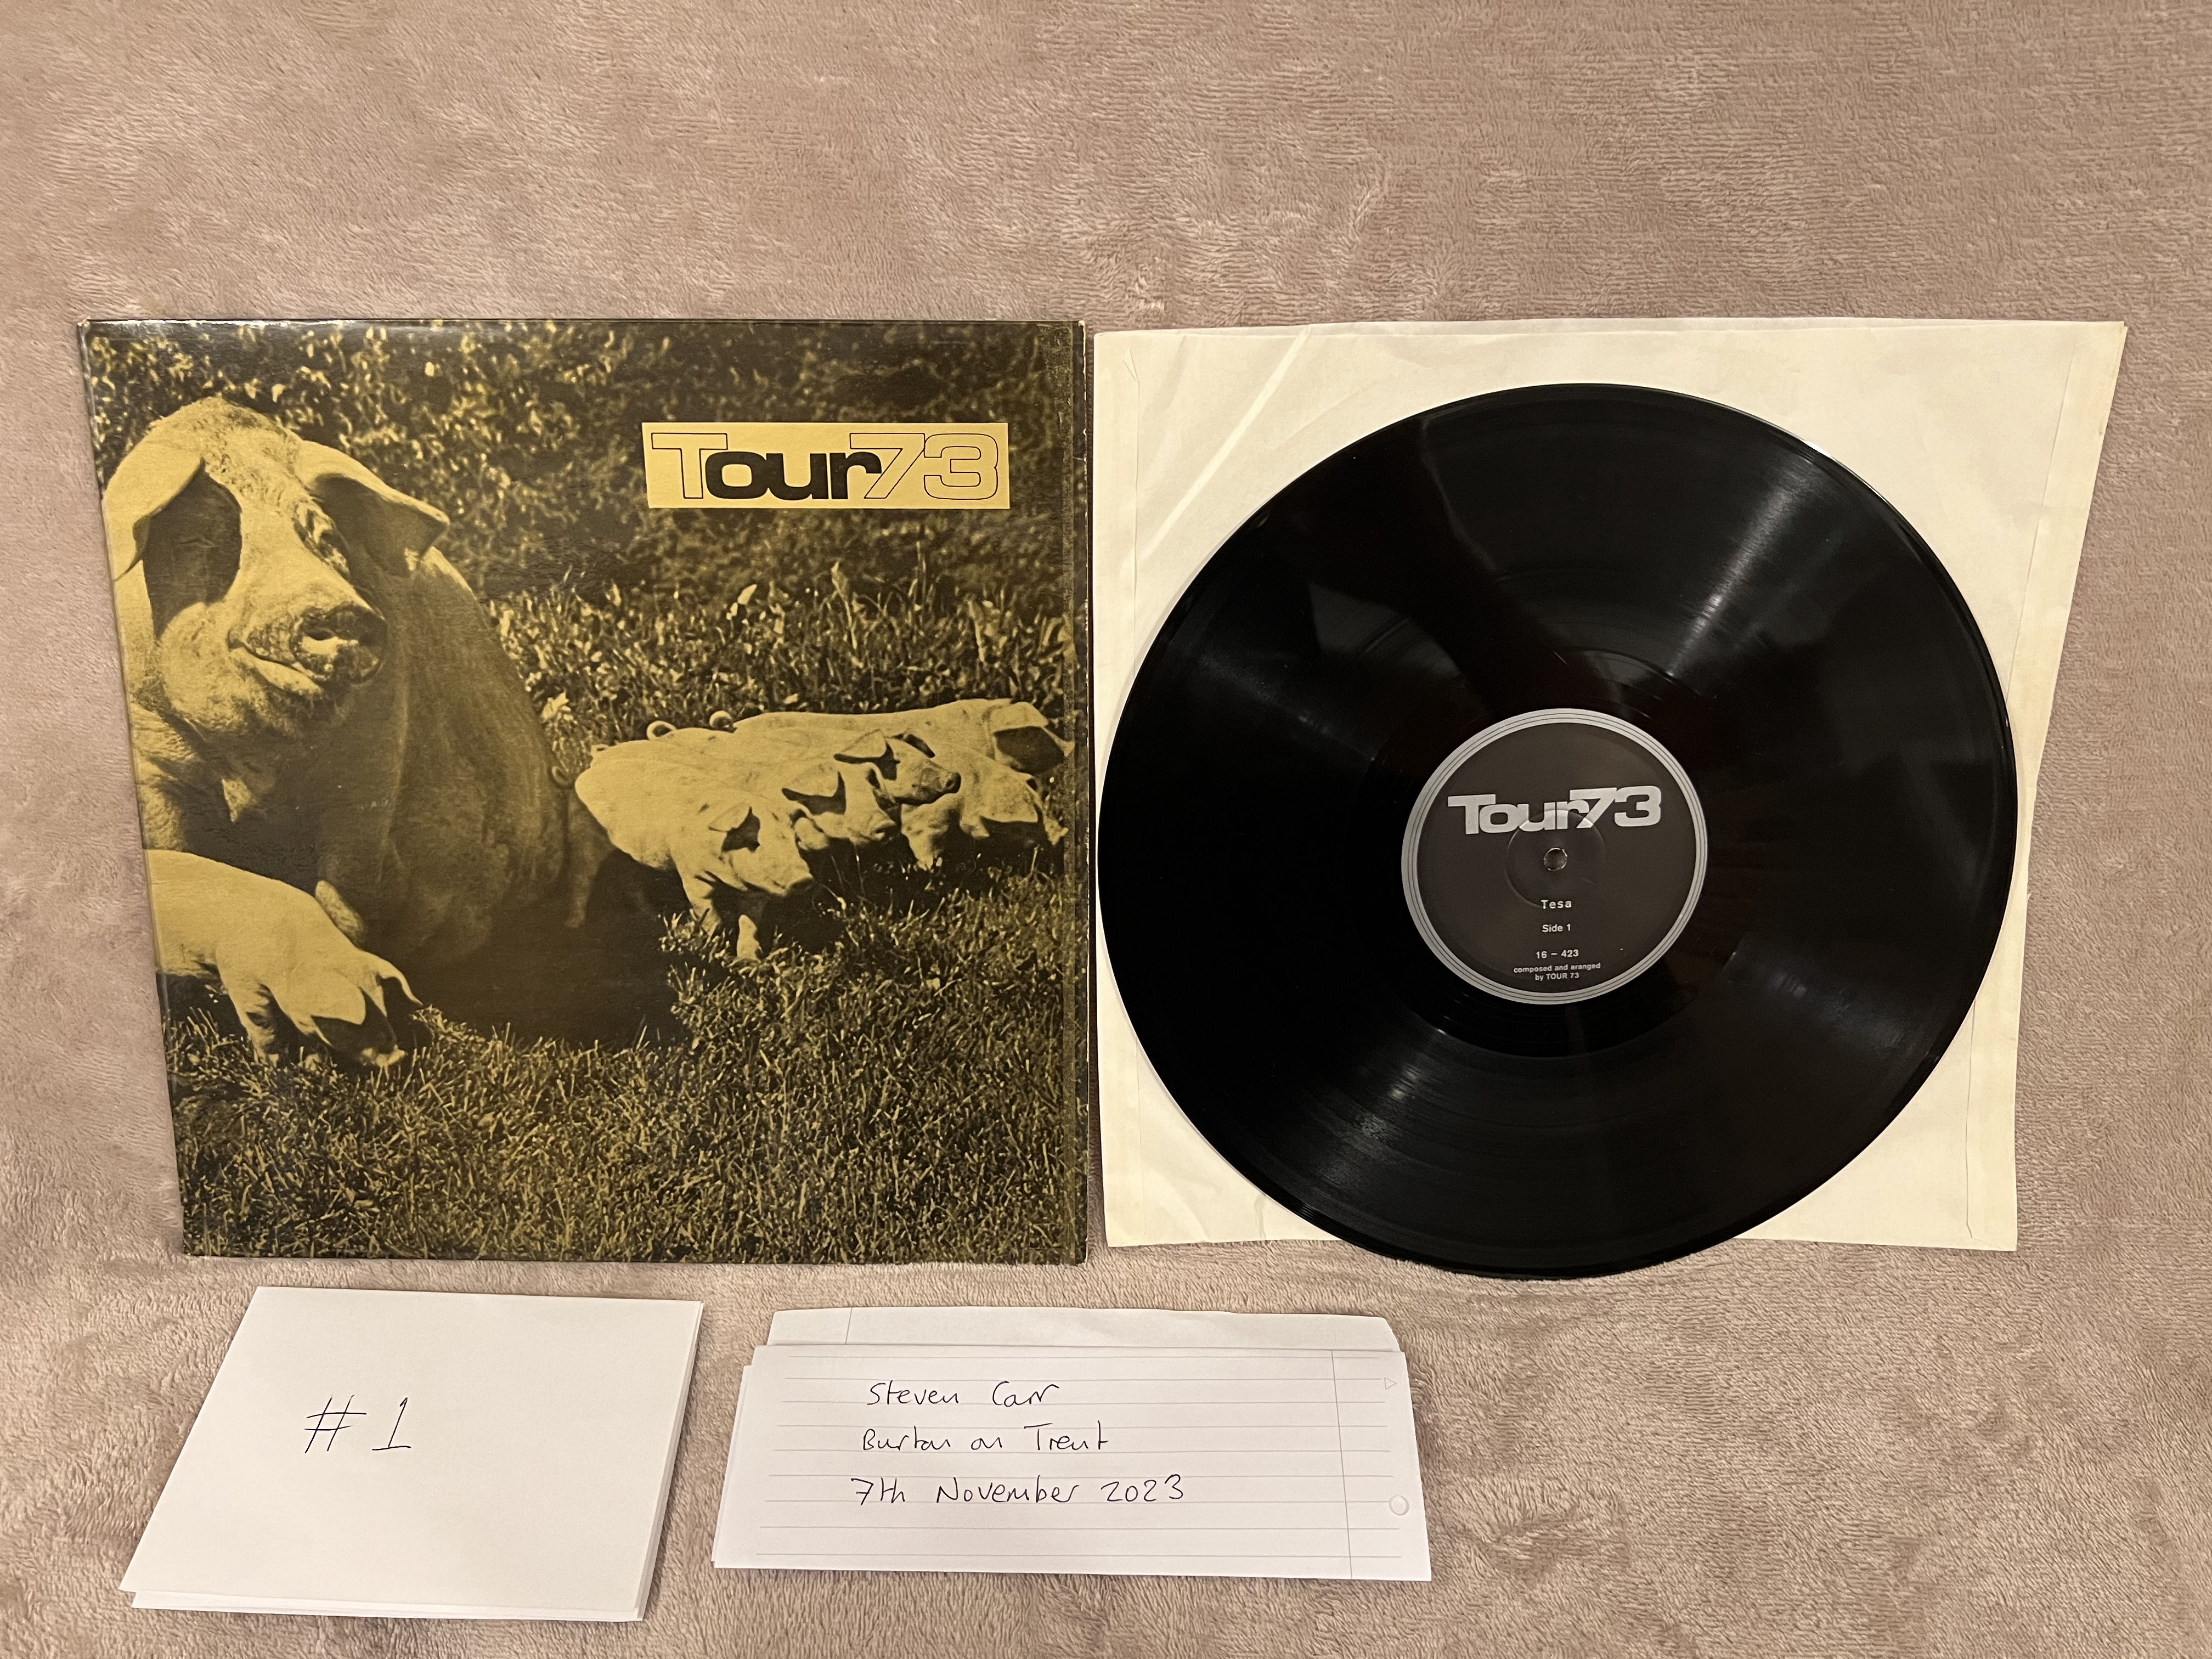 Tour73
Tour73
Tesa
Side 1
16 - 423
composed and aranged
by TOUR 73
#1
Steven Carr
Burton on Trent
7th November 2023